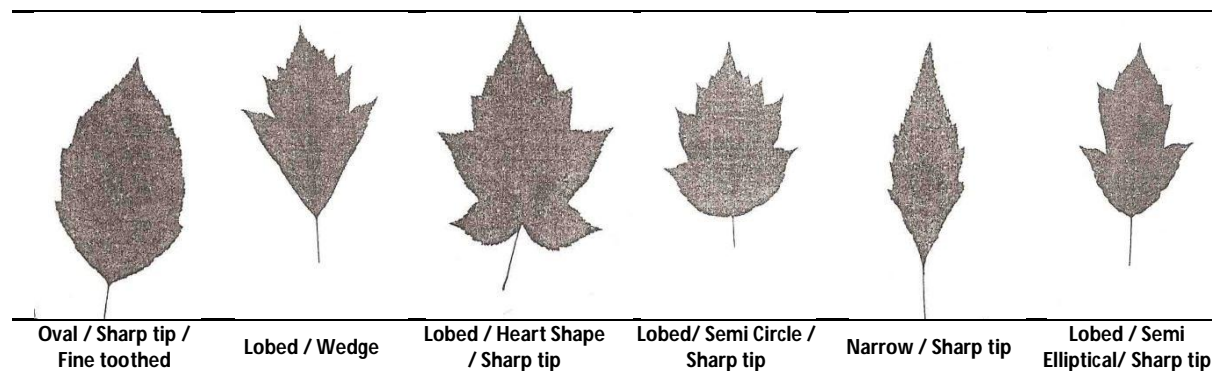 Oval / Sharp tip /
Fine toothed
Lobed / Wedge
Lobed / Heart Shape
/ Sharp tip
Lobed/ Semi Circle /
Sharp tip
Narrow / Sharp tip
Lobed / Semi
Elliptical/ Sharp tip